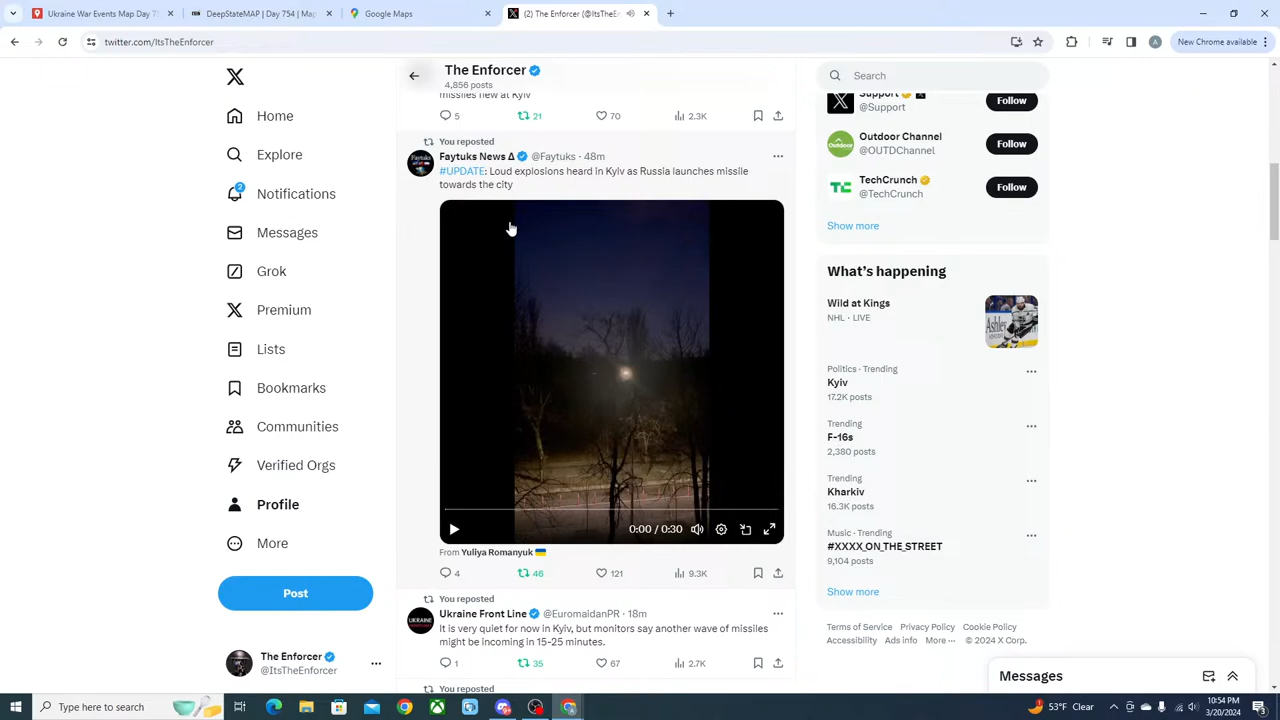 Ukraine War Events Map Day 7
DeepStateMAP | Day 754 | Map
Google Maps
(2) The Enforcer (@ItsTheE
twitter.com/ItsTheEnforcer
New Chrome available
The Enforcer
4,856 posts
Home
Explore
Notifications
2
Messages
Grok
Premium
Lists
Bookmarks
Communities
Verified Orgs
Profile
More
Post
The Enforcer
@ItsTheEnforcer
5
21
70
2.3K
You reposted
Faytuks News Δ @Faytuks · 48m
#UPDATE: Loud explosions heard in Kyiv as Russia launches missile
towards the city
0:00 / 0:30
From Yuliya Romanyuk
4
46
121
9.3K
You reposted
Ukraine Front Line @EuromaidanPR · 18m
It is very quiet for now in Kyiv, but monitors say another wave of missiles
might be incoming in 15-25 minutes.
1
35
67
2.7K
You reposted
Search
Support
@Support
Follow
Outdoor Channel
@OUTDChannel
Follow
TechCrunch
@TechCrunch
Follow
Show more
What's happening
Wild at Kings
NHL · LIVE
Politics · Trending
Kyiv
17.2K posts
Trending
F-16s
2,380 posts
Trending
Kharkiv
16.3K posts
Music · Trending
#XXXX_ON_THE_STREET
9,104 posts
Show more
Terms of Service Privacy Policy Cookie Policy
Accessibility Ads info More ··· © 2024 X Corp.
Messages
Type here to search
53°F Clear
10:54 PM
3/20/2024